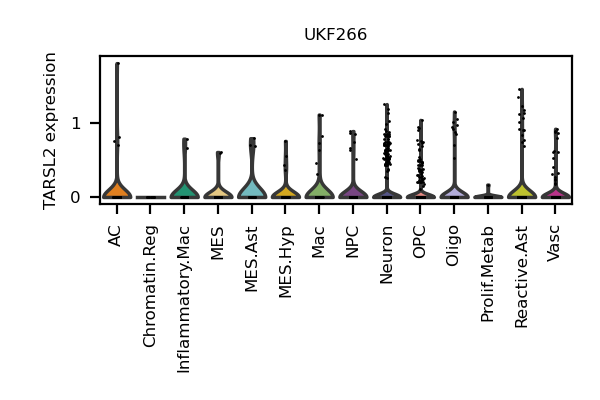 UKF266
TARSL2 expression
1
0
AC
Chromatin.Reg
Inflammatory.Mac
MES
MES.Ast
MES.Hyp
Mac
NPC
Neuron
OPC
Oligo
Prolif.Metab
Reactive.Ast
Vasc